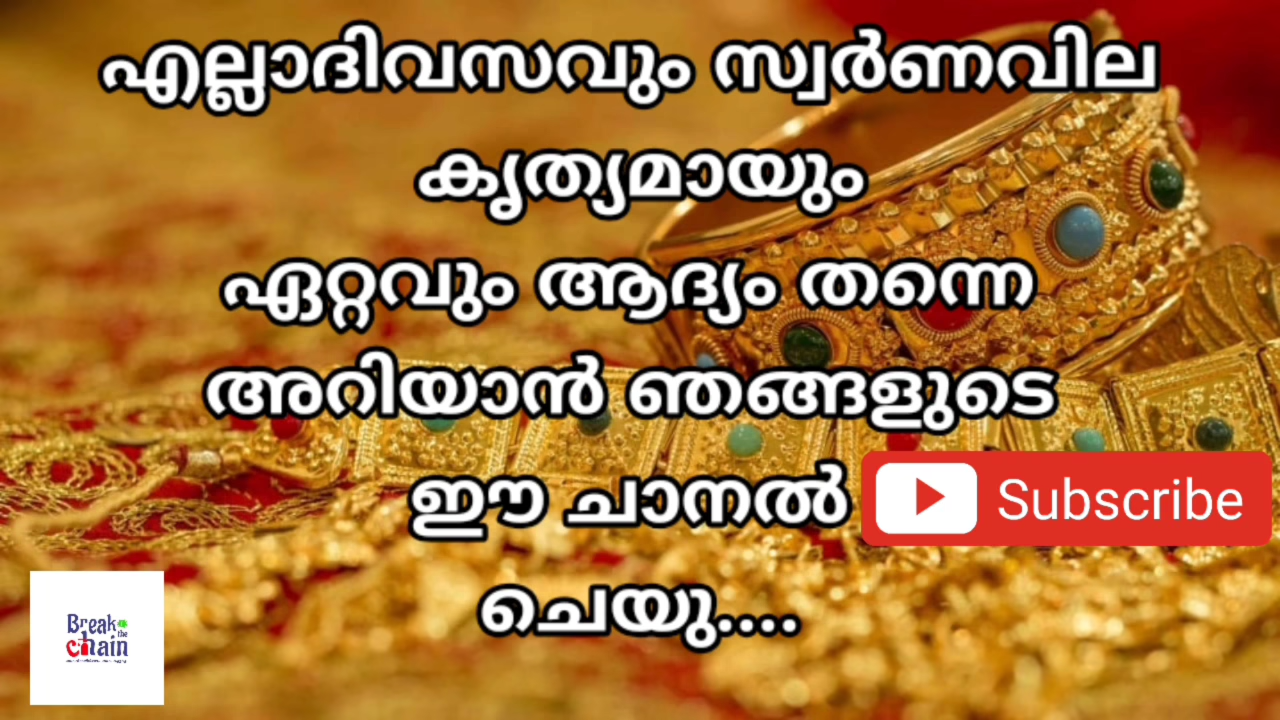 എല്ലാദിവസവും സ്വർണവില
കൃത്യമായും
ഏറ്റവും ആദ്യം തന്നെ
അറിയാൻ ഞങ്ങളുടെ
ഈ ചാനൽ Subscribe
ചെയു....
Break
the
chain